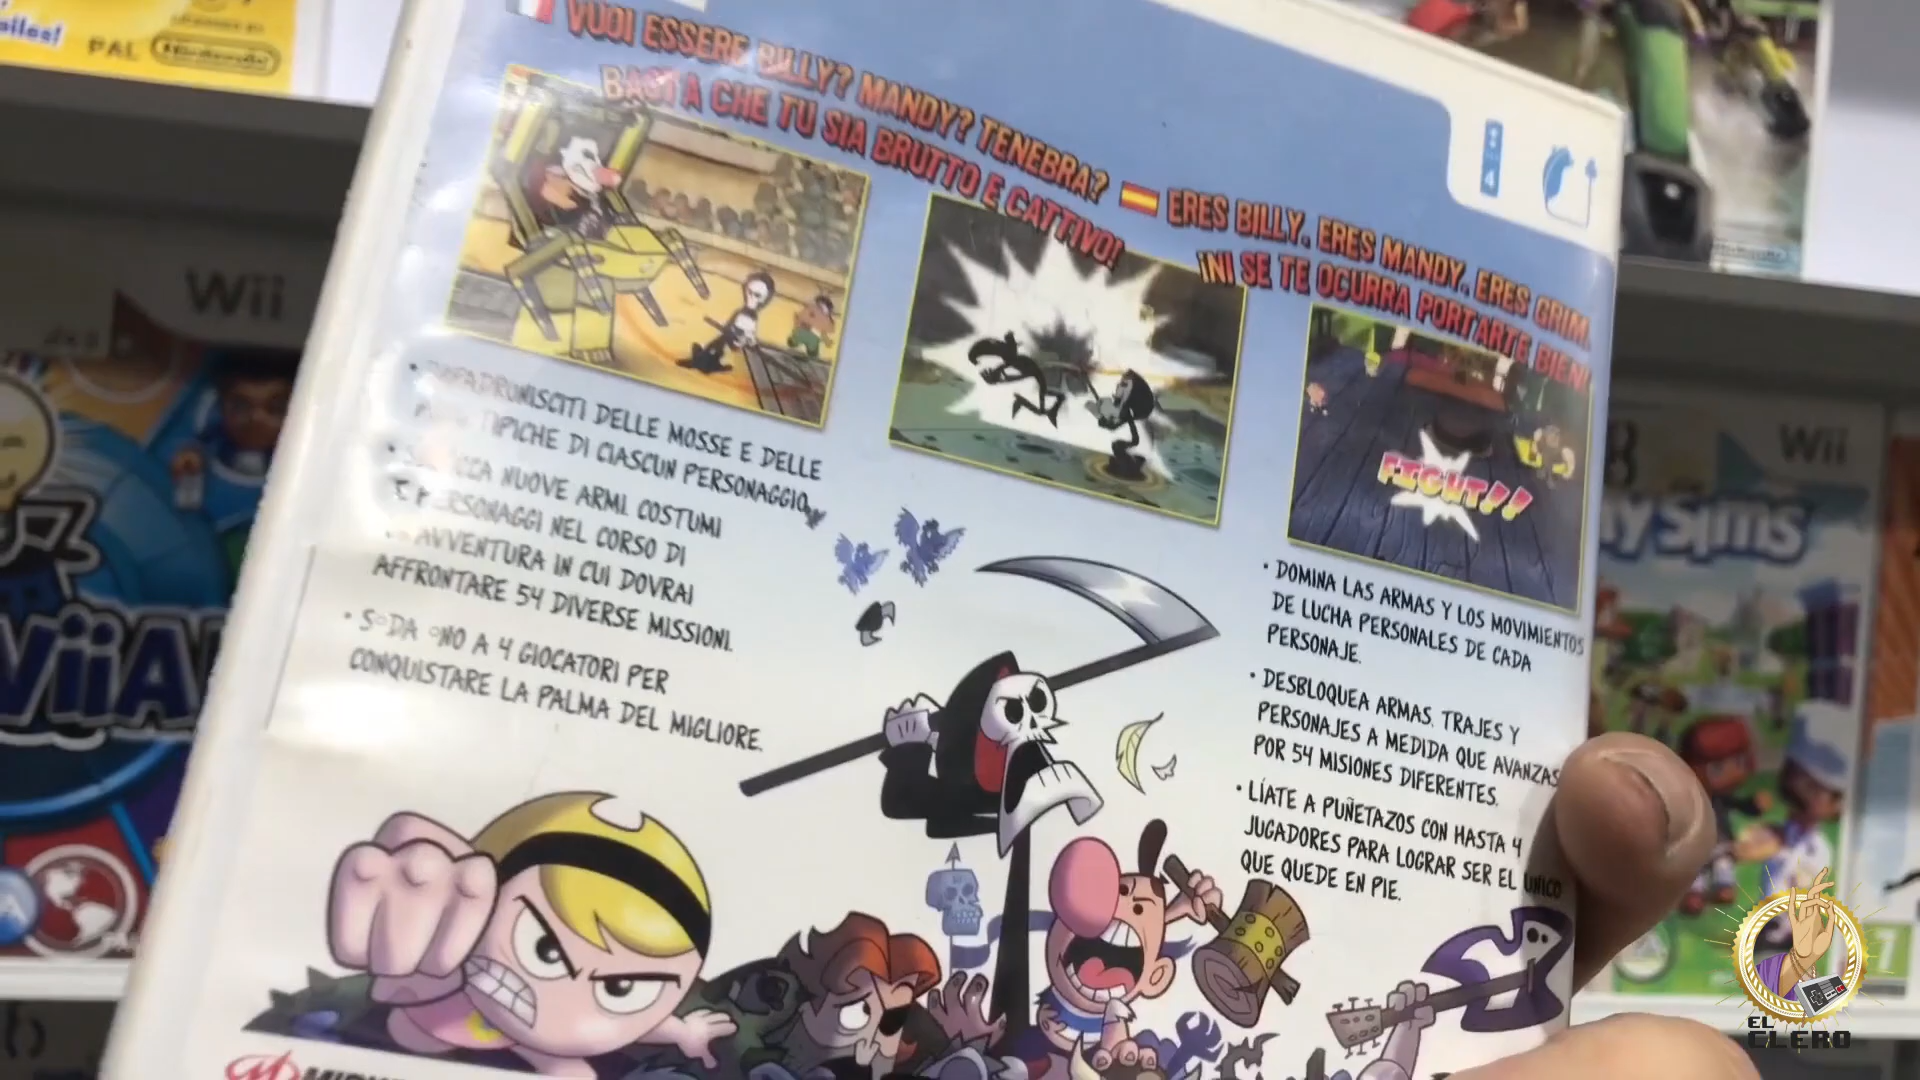 PAL
Nintendo
VUOI ESSERE BILLY? MANDY? TENEBRA?
BASTA CHE TU SIA BRUTTO E CATTIVO!
ERES BILLY. ERES MANDY. ERES GRIM.
¡NI SE TE OCURRA PORTARTE BIEN!
4
FIGHT!!
DELLE MOSSE E DELLE
TIPICHE DI CIASCUN PERSONAGGIO.
NUOVE ARMI. COSTUMI
NEL CORSO DI
AVVENTURA IN CUI DOVRAI
AFFRONTARE 54 DIVERSE MISSIONI.
A 4 GIOCATORI PER
CONQUISTARE LA PALMA DEL MIGLIORE.
• DOMINA LAS ARMAS Y LOS MOVIMIENTOS
DE LUCHA PERSONALES DE CADA
PERSONAJE.
• DESBLOQUEA ARMAS. TRAJES Y
PERSONAJES A MEDIDA QUE AVANZAS
POR 54 MISIONES DIFERENTES.
• LÍATE A PUÑETAZOS CON HASTA 4
JUGADORES PARA LOGRAR SER EL UNICO
QUE QUEDE EN PIE.
Wii
Wii
EL
CLERO